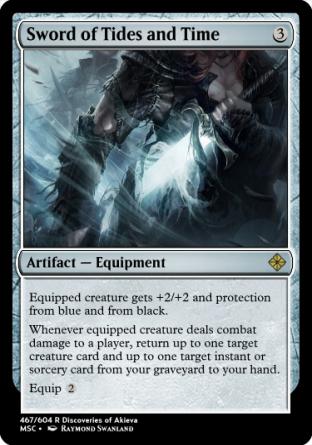 Sword of Tides and Time 3
Artifact — Equipment
Equipped creature gets +2/+2 and protection
from blue and from black.
Whenever equipped creature deals combat
damage to a player, return up to one target
creature card and up to one target instant or
sorcery card from your graveyard to your hand.
Equip 2
467/604 R Discoveries of Akieva
MSC • Raymond Swanland